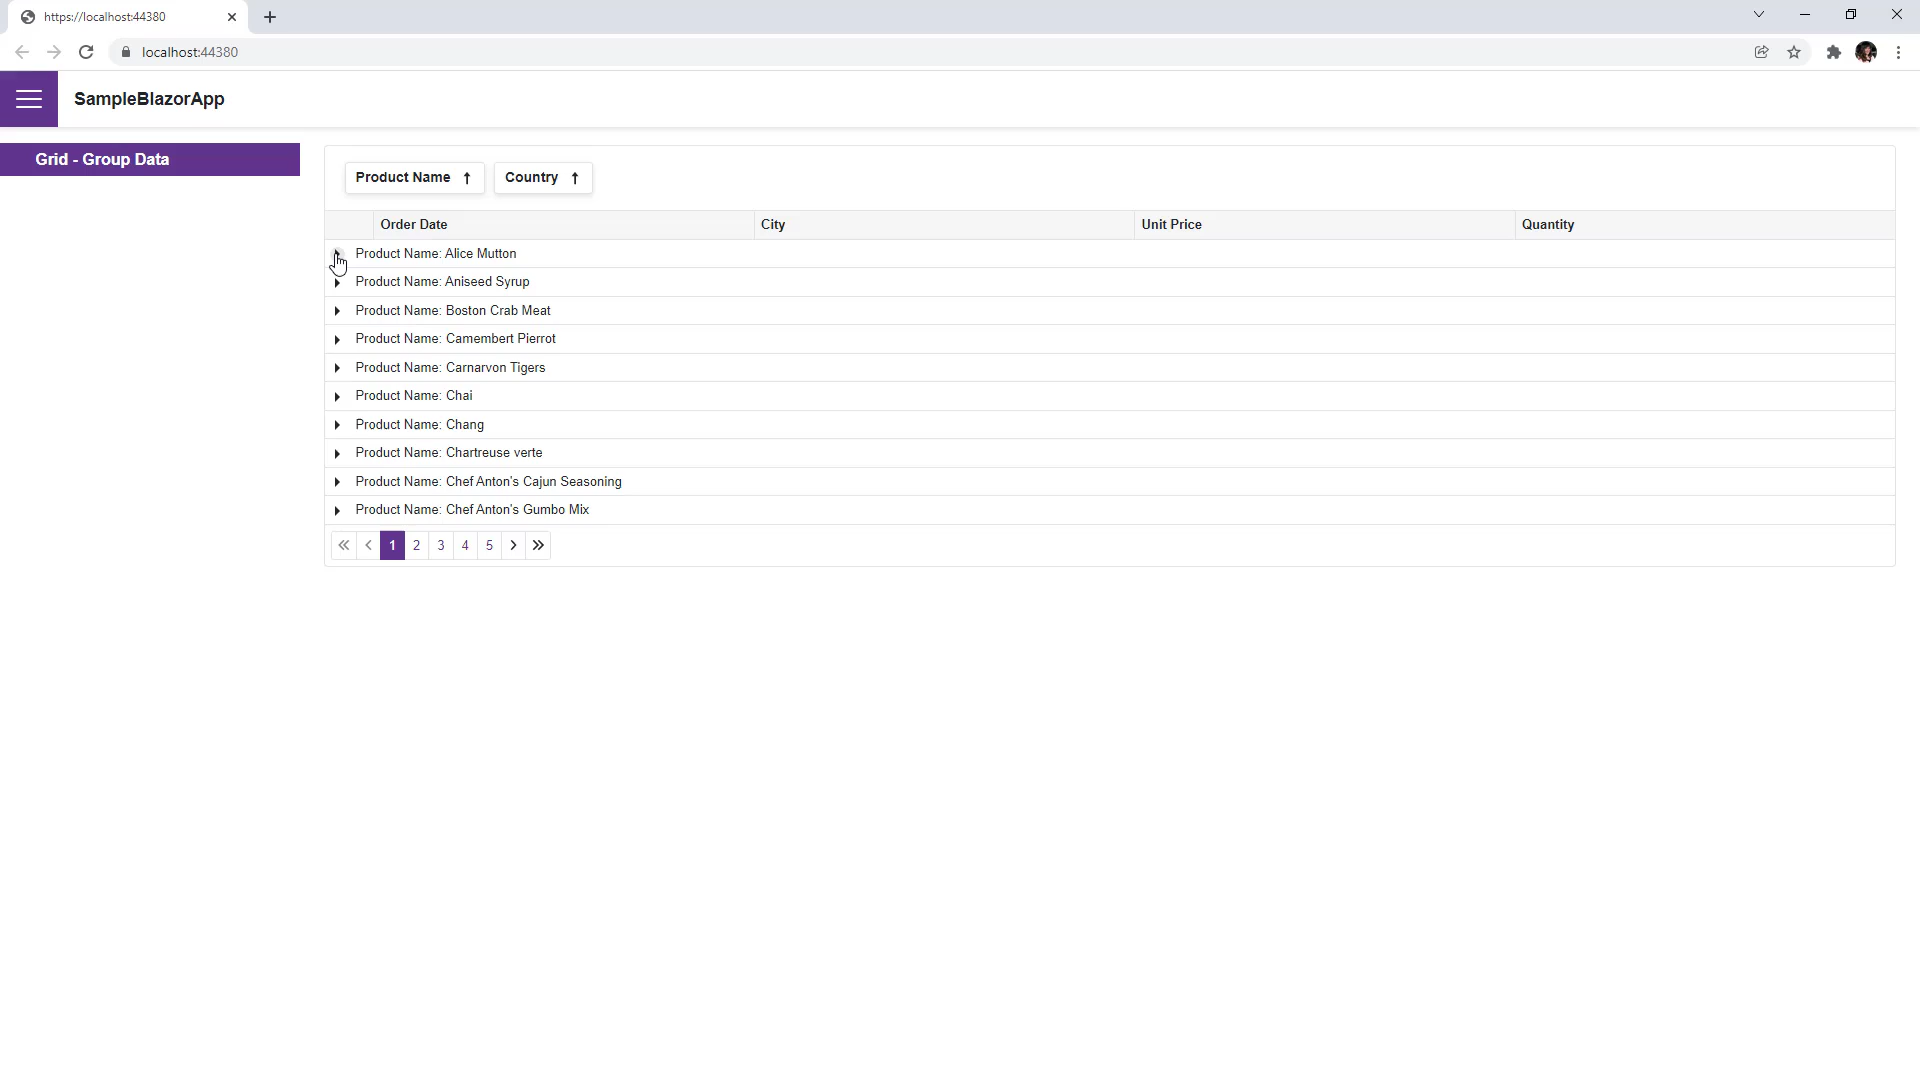 https://localhost:44380
localhost:44380
SampleBlazorApp
Grid - Group Data
Product Name Country
Order Date City Unit Price Quantity
Product Name: Alice Mutton
Product Name: Aniseed Syrup
Product Name: Boston Crab Meat
Product Name: Camembert Pierrot
Product Name: Carnarvon Tigers
Product Name: Chai
Product Name: Chang
Product Name: Chartreuse verte
Product Name: Chef Anton's Cajun Seasoning
Product Name: Chef Anton's Gumbo Mix
1 2 3 4 5